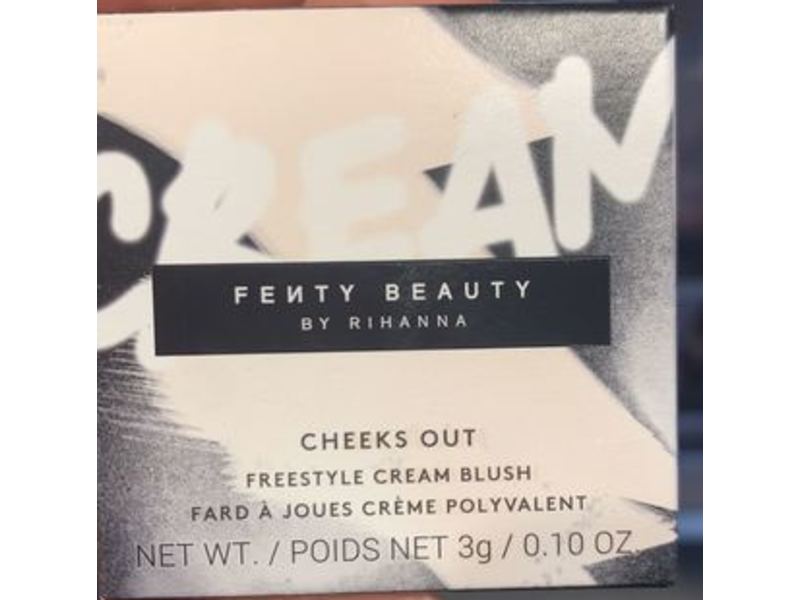 CREAM
FEИTY BEAUTY
BY RIHANNA
CHEEKS OUT
FREESTYLE CREAM BLUSH
FARD À JOUES CRÈME POLYVALENT
NET WT. / POIDS NET 3g / 0.10 OZ.